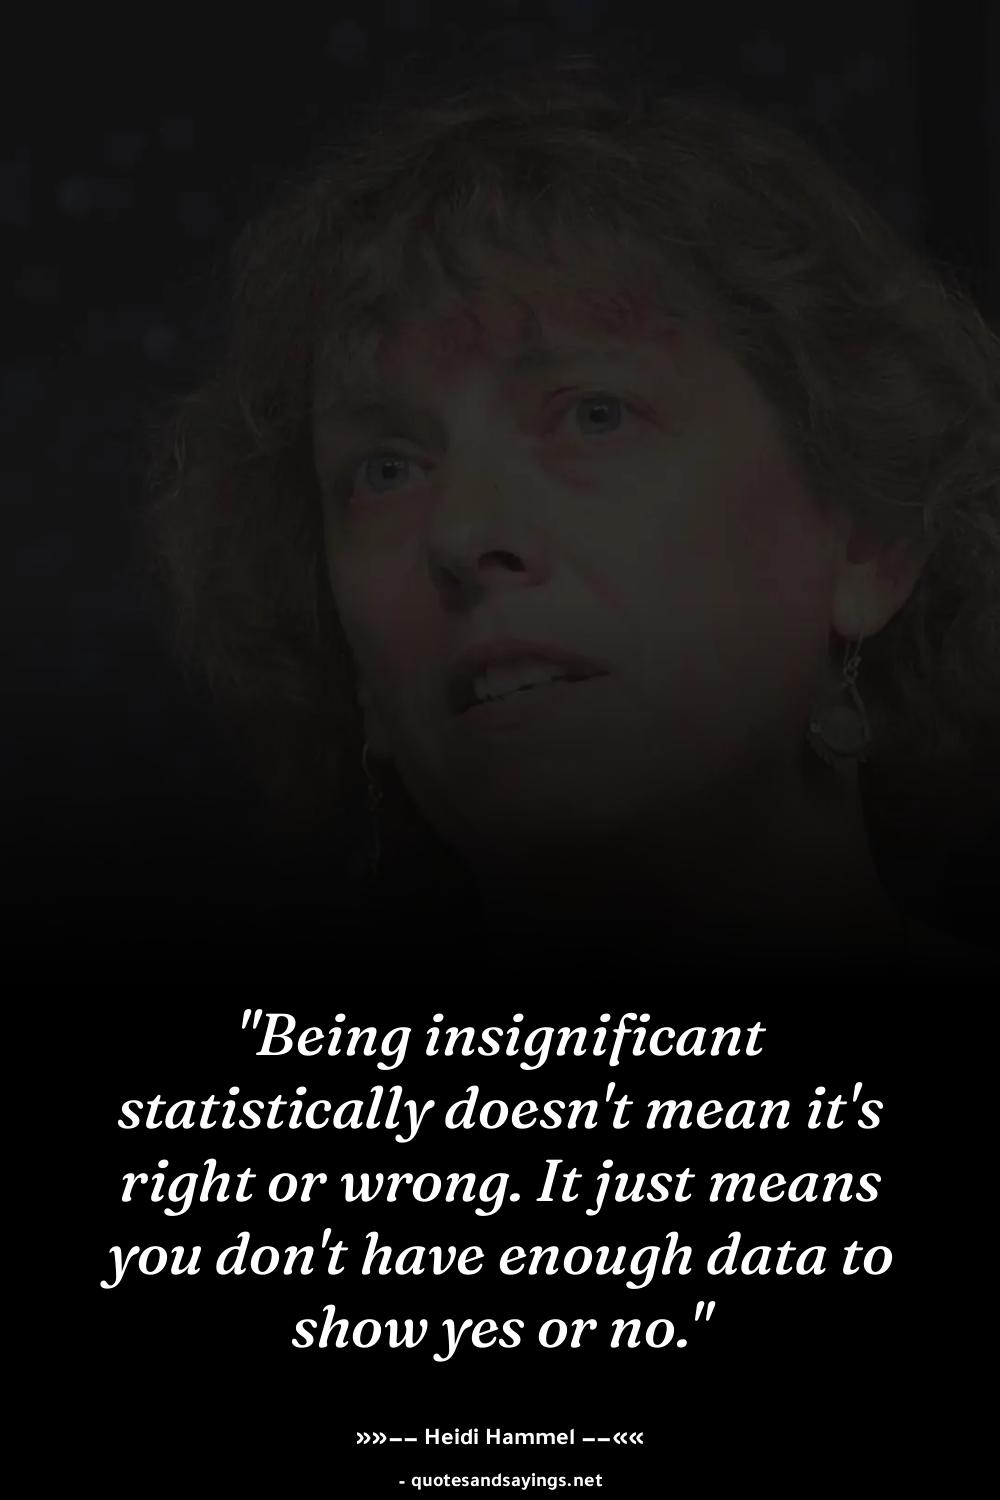 "Being insignificant
statistically doesn't mean it's
right or wrong. It just means
you don't have enough data to
show yes or no."
»»–– Heidi Hammel ––««
- quotesandsayings.net